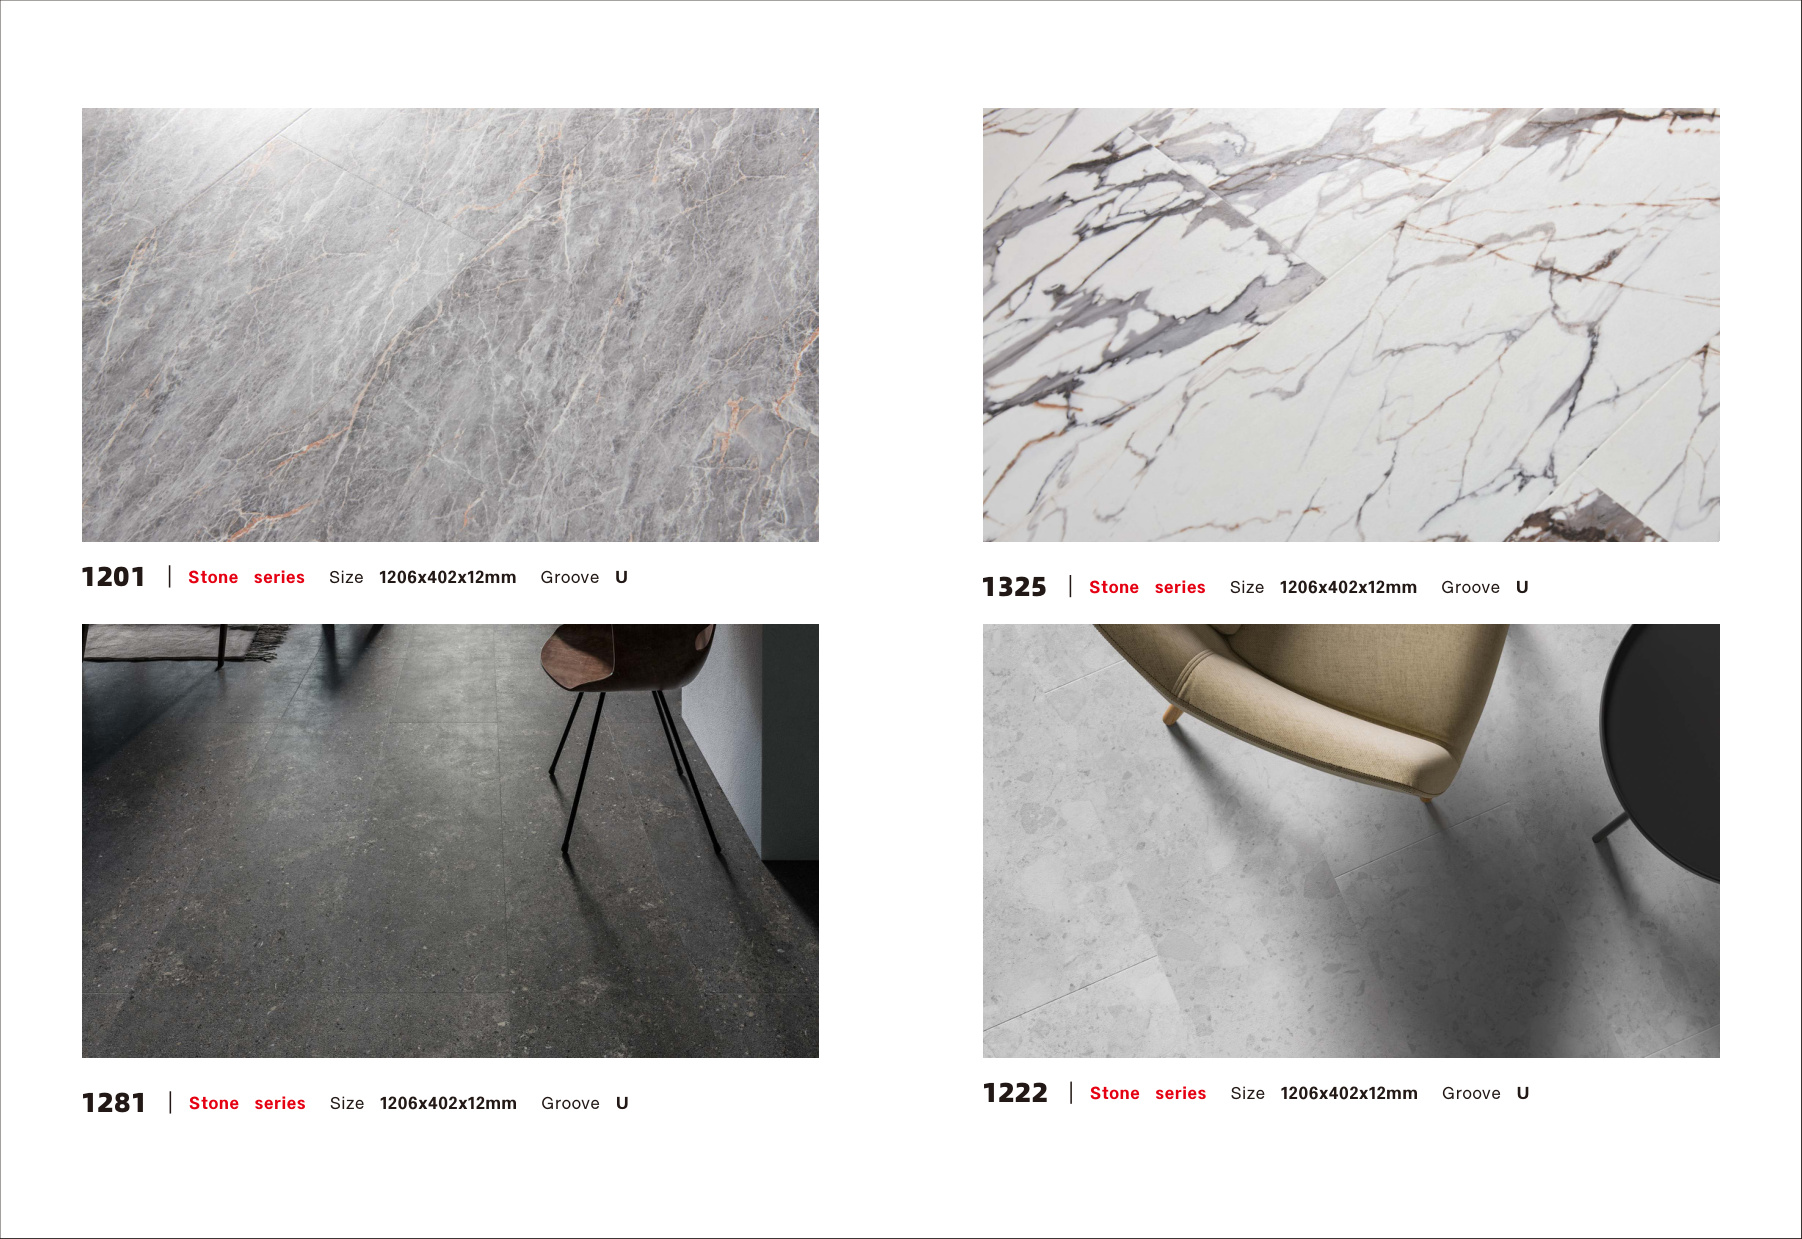 1201 | Stone series Size 1206x402x12mm Groove U
1325 | Stone series Size 1206x402x12mm Groove U
1281 | Stone series Size 1206x402x12mm Groove U
1222 | Stone series Size 1206x402x12mm Groove U